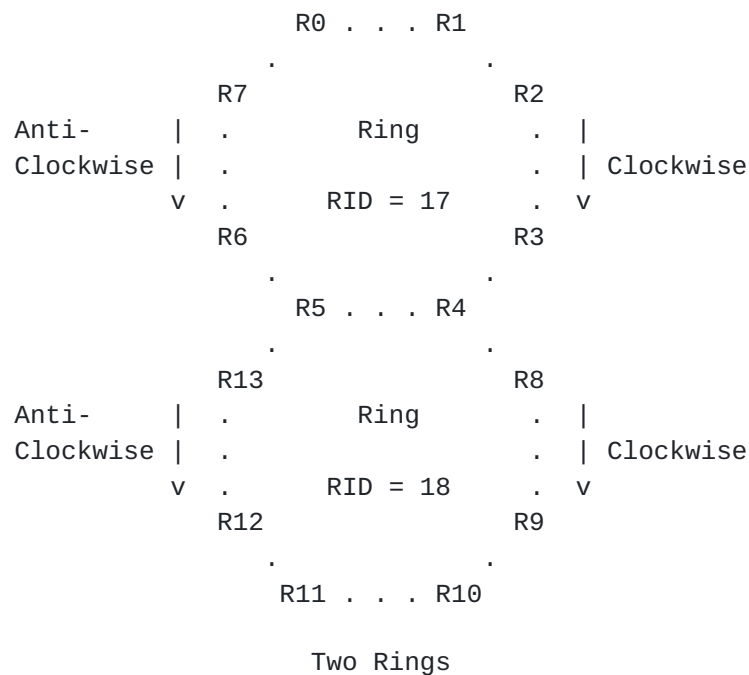 R0 . . . R1
. .
R7 R2
Anti- | . Ring . |
Clockwise | . . | Clockwise
v . RID = 17 . v
R6 R3
. .
R5 . . . R4
. .
R13 R8
Anti- | . Ring . |
Clockwise | . . | Clockwise
v . RID = 18 . v
R12 R9
. .
R11 . . . R10
Two Rings